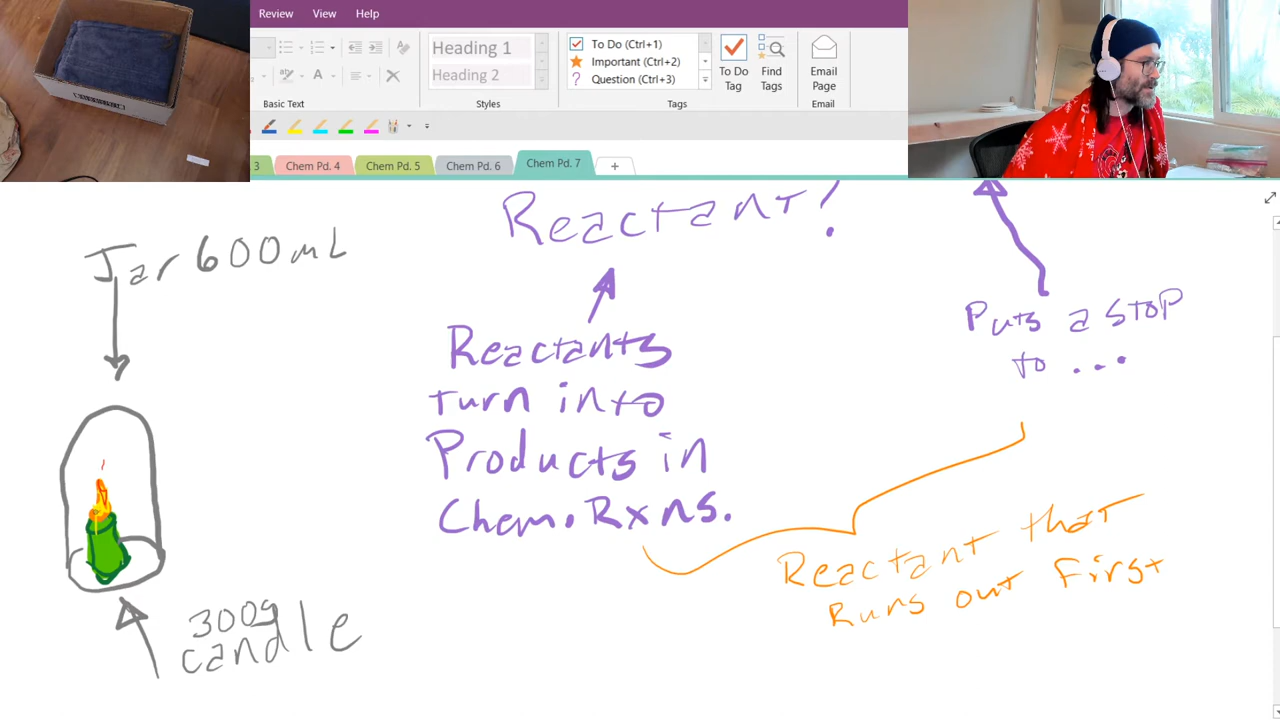 Review View Help
Heading 1
Heading 2
To Do (Ctrl+1)
Important (Ctrl+2)
Question (Ctrl+3)
To Do
Tag
Find
Tags
Email
Page
Basic Text
Styles
Tags
Email
3
Chem Pd. 4
Chem Pd. 5
Chem Pd. 6
Chem Pd. 7
Jar 600mL
300g
candle
Reactant!
Reactants
turn into
Products in
Chem. Rxns.
Puts a stop
to ...
Reactant that
Runs out First